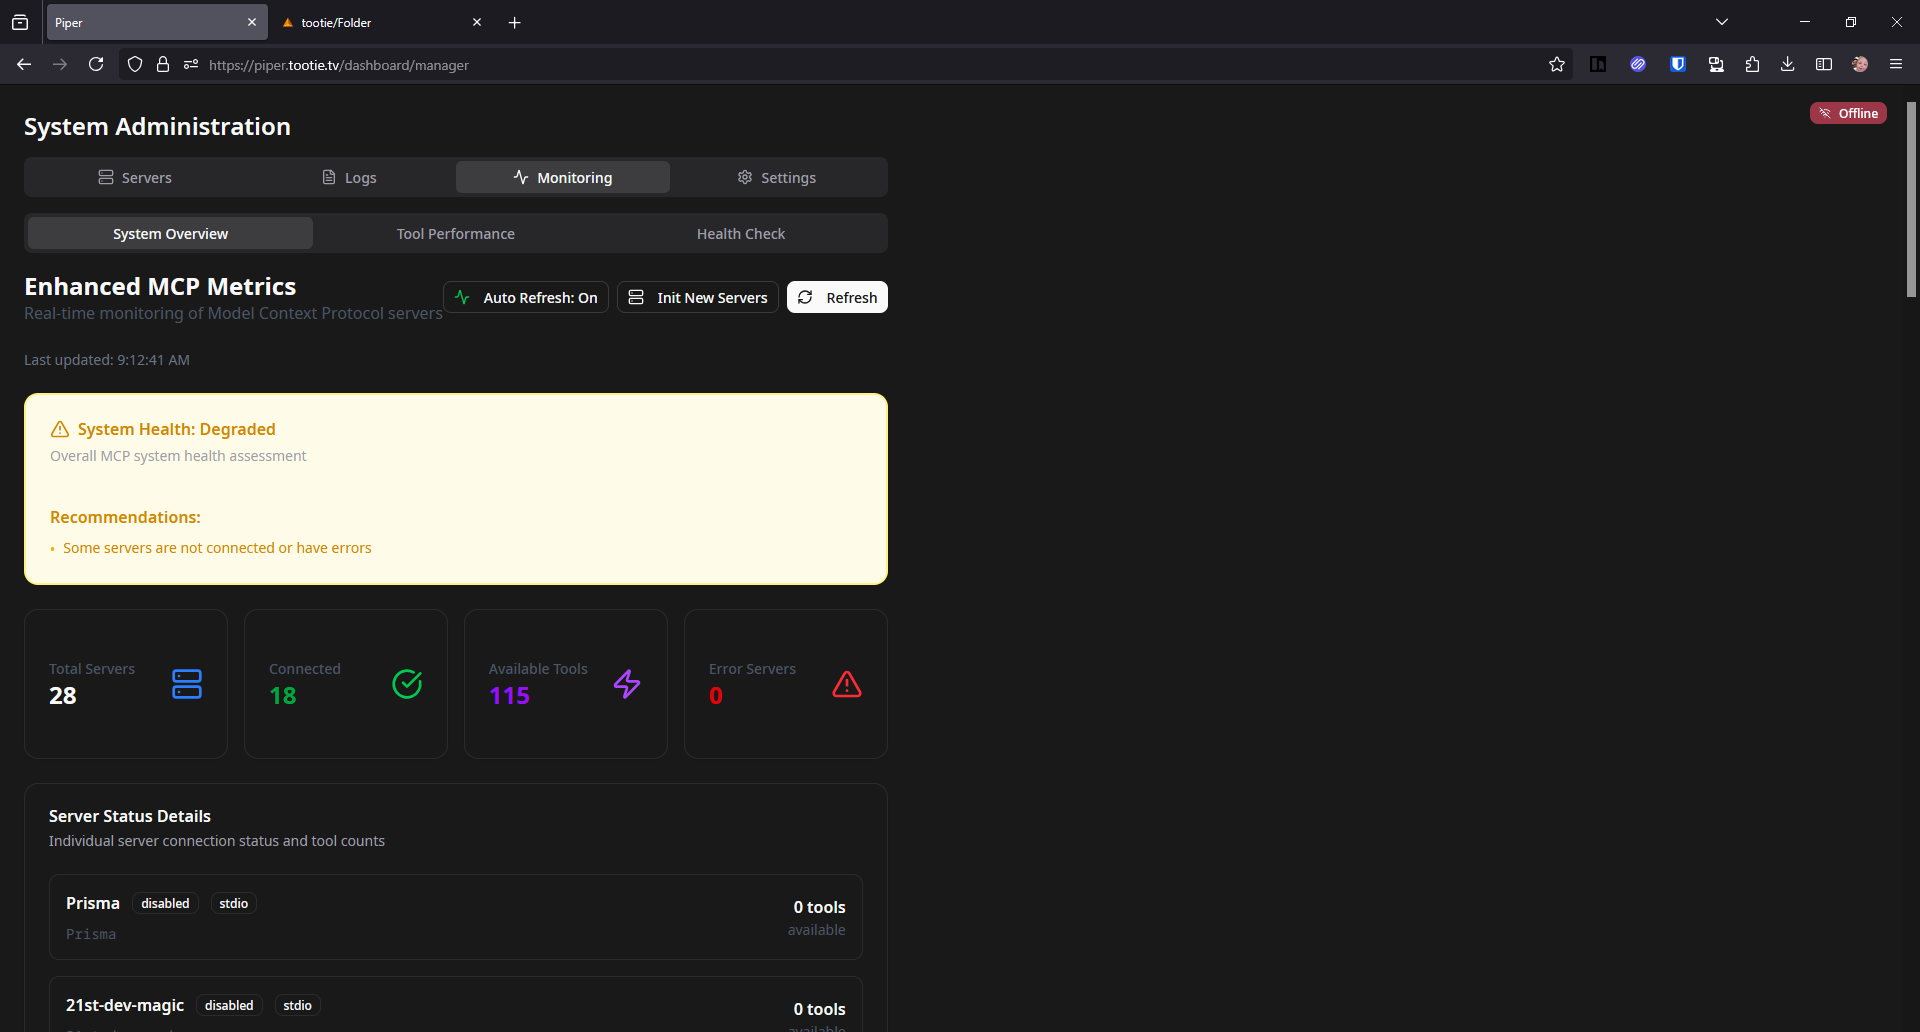 Piper
tootie/Folder
https://piper.tootie.tv/dashboard/manager
Offline
System Administration
Servers
Logs
Monitoring
Settings
System Overview
Tool Performance
Health Check
Enhanced MCP Metrics
Real-time monitoring of Model Context Protocol servers
Auto Refresh: On
Init New Servers
Refresh
Last updated: 9:12:41 AM
System Health: Degraded
Overall MCP system health assessment
Recommendations:
• Some servers are not connected or have errors
Total Servers
28
Connected
18
Available Tools
115
Error Servers
0
Server Status Details
Individual server connection status and tool counts
Prisma disabled stdio
Prisma
0 tools
available
21st-dev-magic disabled stdio
0 tools
available